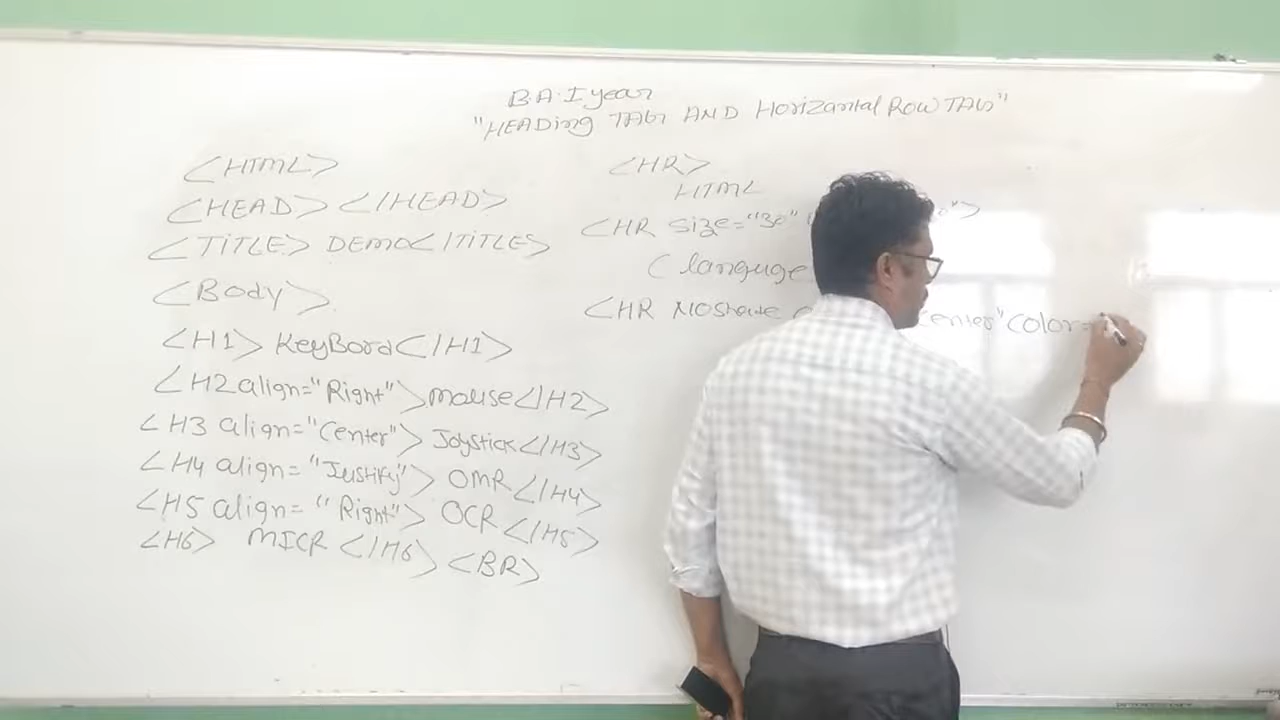 B.A. I year
"HEADing TAG AND Horizantal Row TAG"
<HTML>
<HEAD> </HEAD>
<TITLE> DEMO</TITLES>
<Body>
<H1> KeyBord</H1>
<H2 align="Right">mouse</H2>
<H3 align="Center"> Joystick</H3>
<H4 align="Justify"> OMR </H4>
<H5 align="Right"> OCR </H5>
<H6> MICR </H6> <BR>
<HR>
HTML
<HR size="30"
( languge
<HR Noshade center" Color=